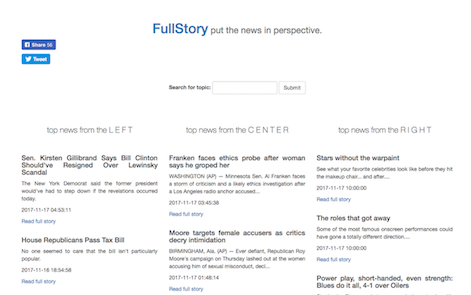 FullStory put the news in perspective.
Share 96
Tweet
Search for topic:
Submit
top news from the L E F T
Sen. Kirsten Gillibrand Says Bill Clinton
Should've Resigned Over Lewinsky
Scandal
The New York Democrat said the former president
would have had to step down if the revelations occurred
today.
2017-11-17 04:53:11
Read full story
House Republicans Pass Tax Bill
No one seemed to care that the bill isn't particularly
popular.
2017-11-16 18:54:58
Read full story
top news from the C E N T E R
Franken faces ethics probe after woman
says he groped her
WASHINGTON (AP) — Minnesota Sen. Al Franken faces
a storm of criticism and a likely ethics investigation after
a Los Angeles radio anchor accused...
2017-11-17 03:45:38
Read full story
Moore targets female accusers as critics
decry intimidation
BIRMINGHAM, Ala. (AP) — Ever defiant, Republican Roy
Moore's campaign on Thursday lashed out at the women
accusing him of sexual misconduct, decl...
2017-11-17 01:48:14
Read full story
top news from the R I G H T
Stars without the warpaint
See what your favorite celebrities look like before they hit
the makeup chair... and after...
2017-11-17 10:00:00
Read full story
The roles that got away
Some of the most famous onscreen performances could
have gone a totally different direction....
2017-11-17 10:00:00
Read full story
Power play, short-handed, even strength:
Blues do it all, 4-1 over Oilers